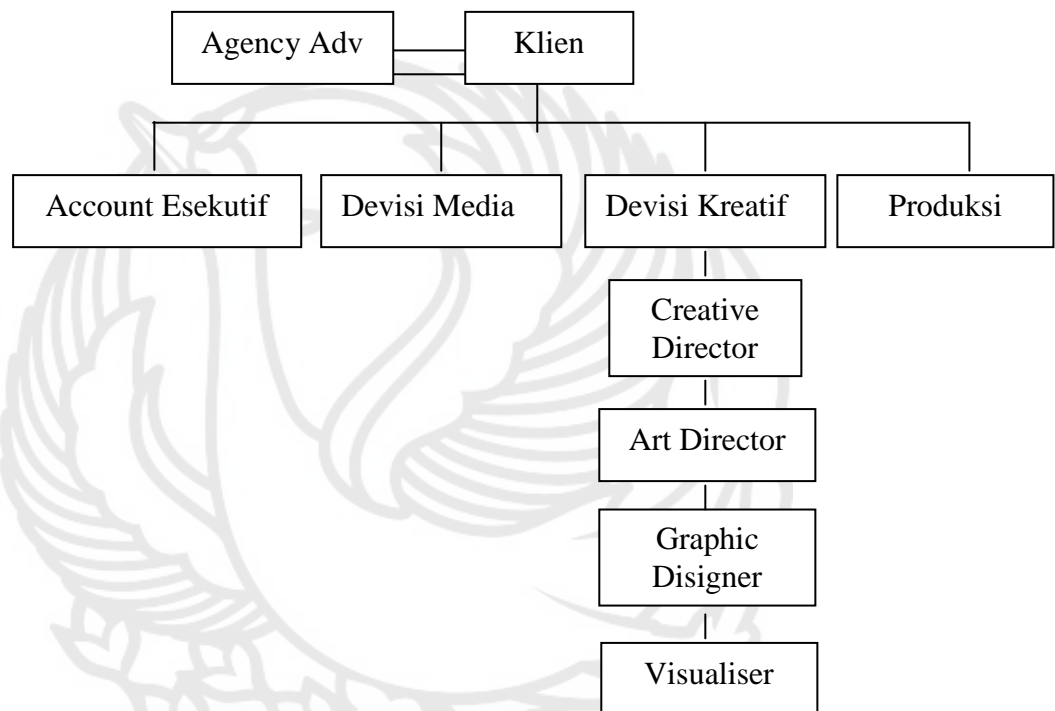 Agency Adv
Klien
Account Esekutif
Devisi Media
Devisi Kreatif
Produksi
Creative
Director
Art Director
Graphic
Disigner
Visualiser